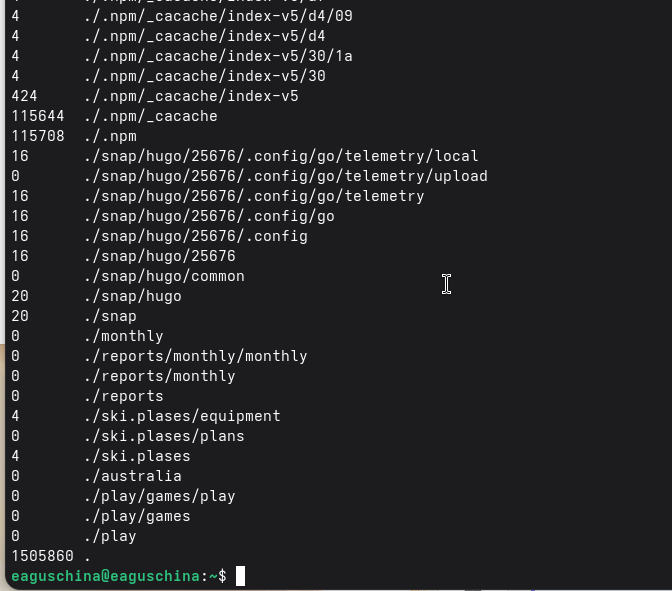 4       ./.npm/_cacache/index-v5/d4/09
4       ./.npm/_cacache/index-v5/d4
4       ./.npm/_cacache/index-v5/30/1a
4       ./.npm/_cacache/index-v5/30
424     ./.npm/_cacache/index-v5
115644  ./.npm/_cacache
115708  ./.npm
16      ./snap/hugo/25676/.config/go/telemetry/local
0       ./snap/hugo/25676/.config/go/telemetry/upload
16      ./snap/hugo/25676/.config/go/telemetry
16      ./snap/hugo/25676/.config/go
16      ./snap/hugo/25676/.config
16      ./snap/hugo/25676
0       ./snap/hugo/common
20      ./snap/hugo
20      ./snap
0       ./monthly
0       ./reports/monthly/monthly
0       ./reports/monthly
0       ./reports
4       ./ski.plases/equipment
0       ./ski.plases/plans
4       ./ski.plases
0       ./australia
0       ./play/games/play
0       ./play/games
0       ./play
1505860 .
eaguschina@eaguschina:~$